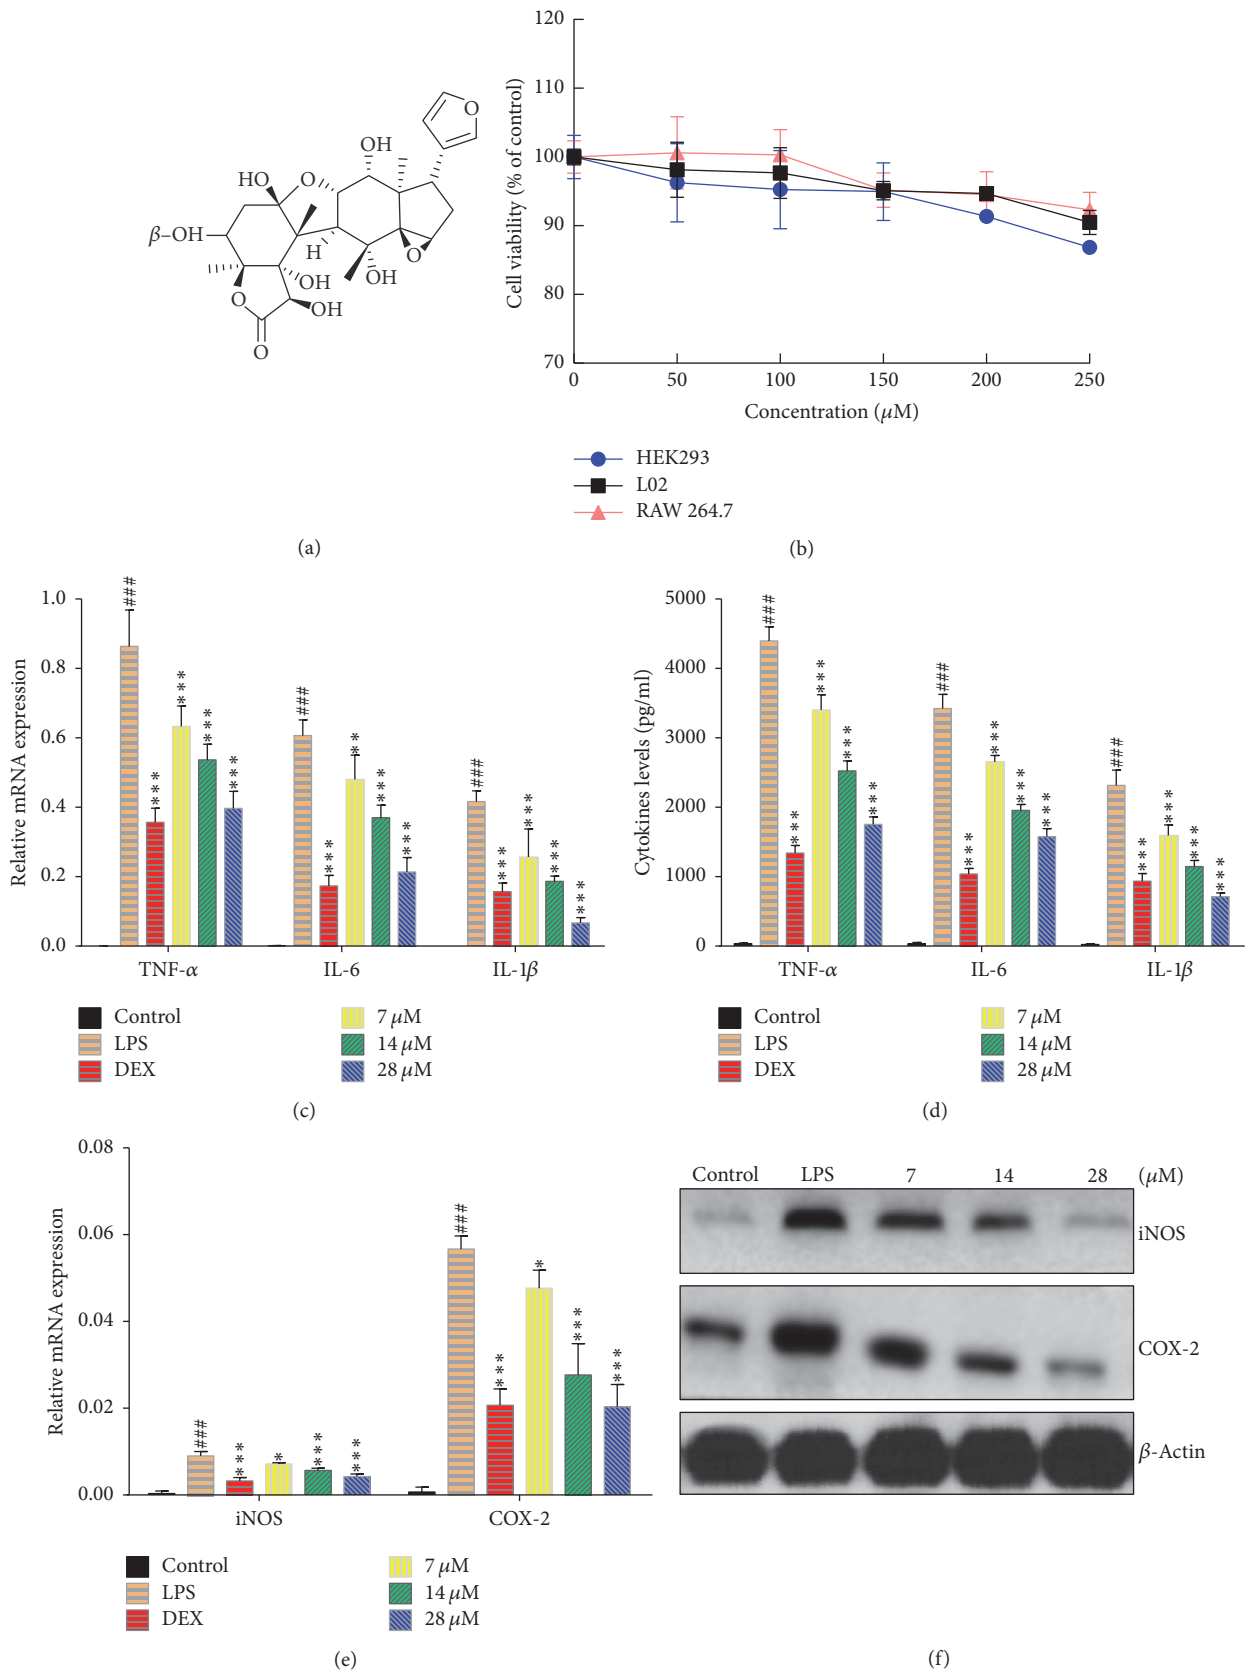 OH
O
HO
O
β–OH
H
O
OH
OH
O
OH
O
(a)
Cell viability (% of control)
120
110
100
90
80
70
0 50 100 150 200 250
Concentration (μM)
HEK293
L02
RAW 264.7
(b)
Relative mRNA expression
1.0
0.8
0.6
0.4
0.2
0.0
### *** *** *** ***
### *** ** *** ***
### *** *** *** ***
TNF-α IL-6 IL-1β
Control
LPS
DEX
7 μM
14 μM
28 μM
(c)
Cytokines levels (pg/ml)
5000
4000
3000
2000
1000
0
### *** *** *** ***
### *** *** *** ***
### *** *** *** ***
TNF-α IL-6 IL-1β
Control
LPS
DEX
7 μM
14 μM
28 μM
(d)
Relative mRNA expression
0.08
0.06
0.04
0.02
0.00
### *** * *** ***
### *** * *** ***
iNOS COX-2
Control
LPS
DEX
7 μM
14 μM
28 μM
(e)
Control LPS 7 14 28 (μM)
iNOS
COX-2
β-Actin
(f)